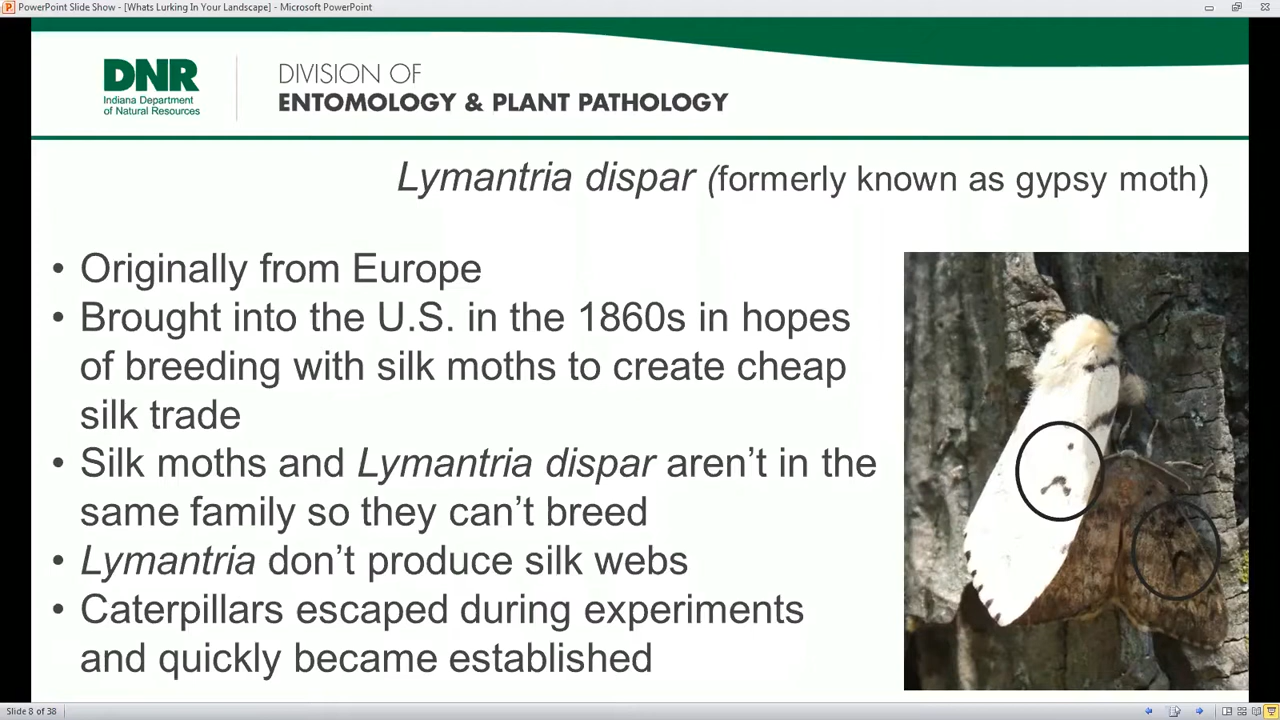 PowerPoint Slide Show - [Whats Lurking In Your Landscape] - Microsoft PowerPoint
DNR
Indiana Department
of Natural Resources
DIVISION OF
ENTOMOLOGY & PLANT PATHOLOGY
Lymantria dispar (formerly known as gypsy moth)
• Originally from Europe
• Brought into the U.S. in the 1860s in hopes
of breeding with silk moths to create cheap
silk trade
• Silk moths and Lymantria dispar aren’t in the
same family so they can’t breed
• Lymantria don’t produce silk webs
• Caterpillars escaped during experiments
and quickly became established
Slide 8 of 38